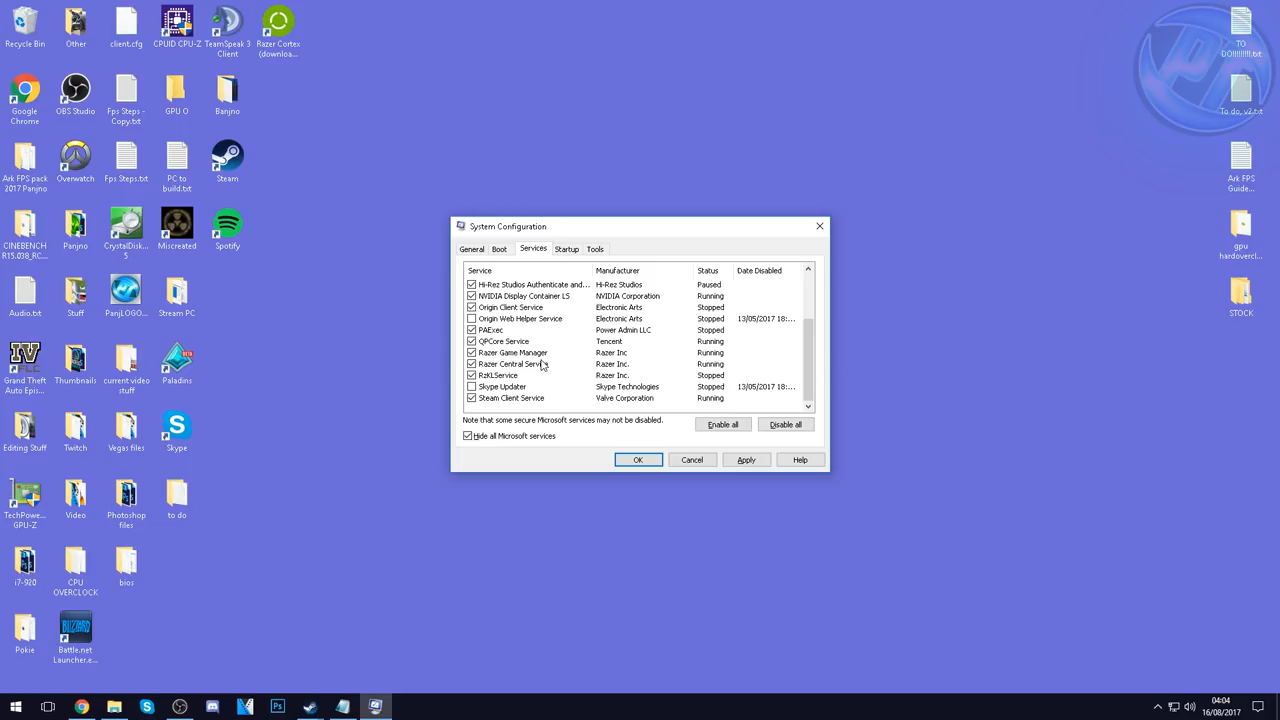 Recycle Bin
Other
client.cfg
CPUID CPU-Z
TeamSpeak 3
Client
Razer Cortex
(downloa...
Google
Chrome
OBS Studio
Fps Steps -
Copy.txt
GPU O
Banjno
Ark FPS pack
2017 Panjno
Overwatch
Fps Steps.txt
PC to
build.txt
Steam
CINEBENCH
R15.038_RC...
Panjno
CrystalDisk...
5
Miscreated
Spotify
Audio.txt
Stuff
PanjLOGO...
Stream PC
Grand Theft
Auto Epis...
Thumbnails
current video
stuff
Paladins
Editing Stuff
Twitch
Vegas files
Skype
TechPowe...
GPU-Z
Video
Photoshop
files
to do
i7-920
CPU
OVERCLOCK
bios
Pokie
Battle.net
Launcher.e...
TO
DO!!!!!!!!!.txt
To do, v2.txt
Ark FPS
Guide...
gpu
hardovercl...
STOCK
System Configuration
General Boot Services Startup Tools
Service Manufacturer Status Date Disabled
Hi-Rez Studios Authenticate and... Hi-Rez Studios Paused
NVIDIA Display Container LS NVIDIA Corporation Running
Origin Client Service Electronic Arts Stopped
Origin Web Helper Service Electronic Arts Stopped 13/05/2017 18:...
PAExec Power Admin LLC Stopped
QPCore Service Tencent Running
Razer Game Manager Razer Inc Running
Razer Central Service Razer Inc. Running
RzKLService Razer Inc. Stopped
Skype Updater Skype Technologies Stopped 13/05/2017 18:...
Steam Client Service Valve Corporation Running
Note that some secure Microsoft services may not be disabled.
Enable all Disable all
Hide all Microsoft services
OK Cancel Apply Help
04:04
16/08/2017